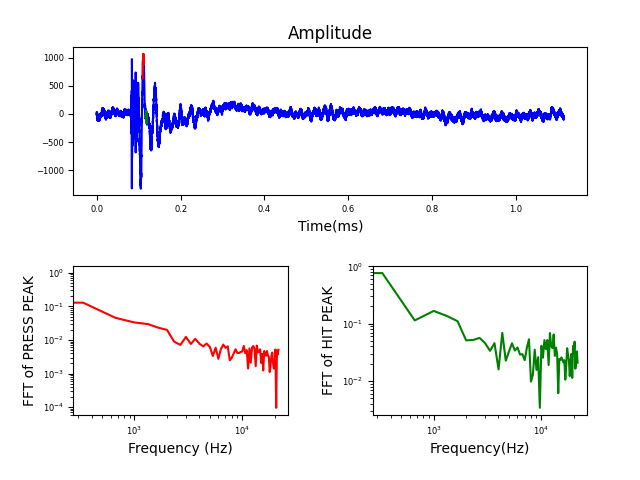 Amplitude
1000
500
0
−500
−1000
0.0 0.2 0.4 0.6 0.8 1.0
Time(ms)
FFT of PRESS PEAK
10⁰
10⁻¹
10⁻²
10⁻³
10⁻⁴
10³ 10⁴
Frequency (Hz)
FFT of HIT PEAK
10⁰
10⁻¹
10⁻²
10³ 10⁴
Frequency(Hz)